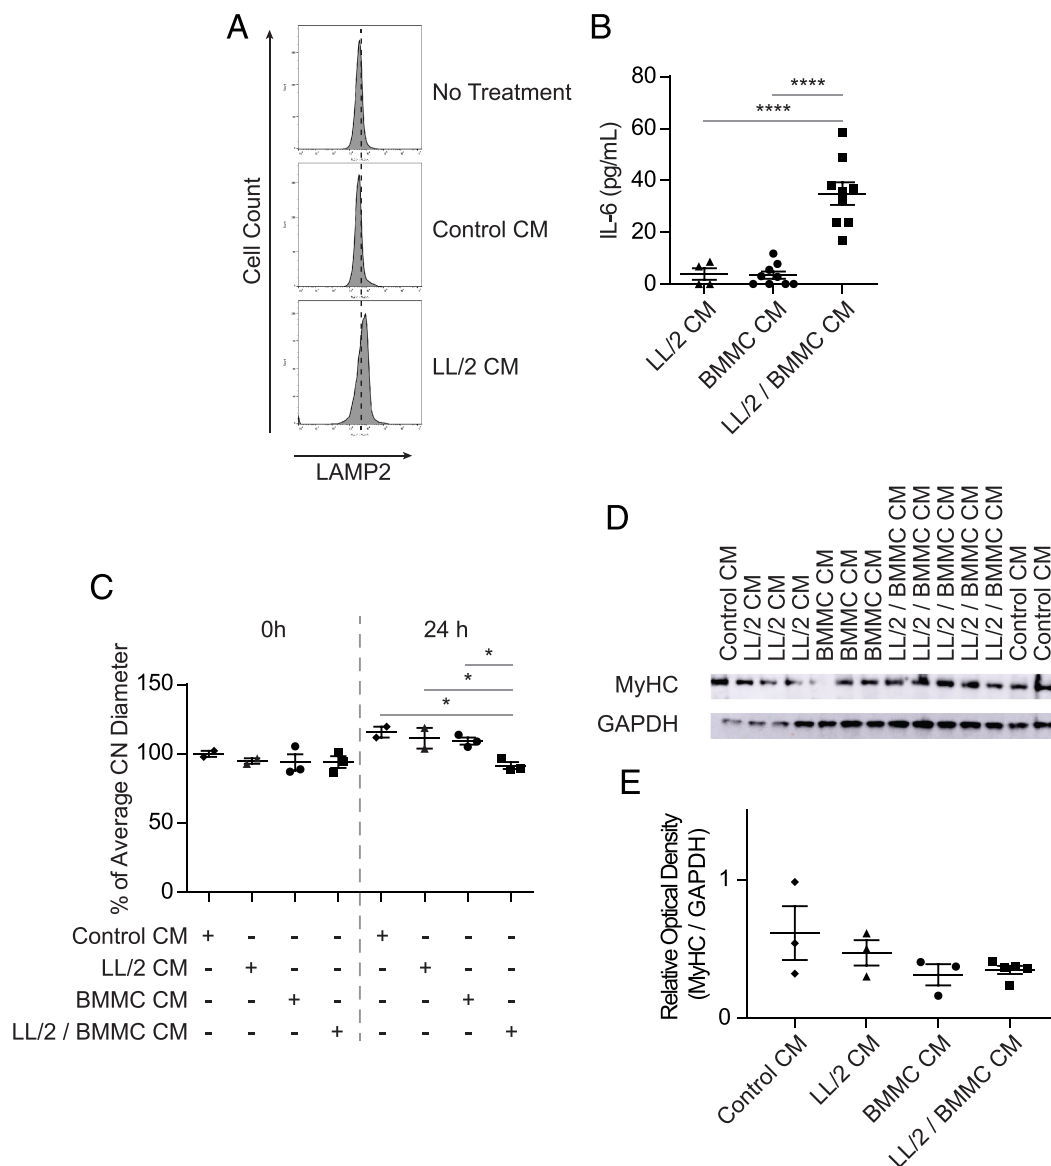 A
No Treatment
Control CM
LL/2 CM
Cell Count
LAMP2
B
IL-6 (pg/mL)
80
60
40
20
0
****
****
LL/2 CM
BMMC CM
LL/2 / BMMC CM
C
0h
24 h
% of Average CN Diameter
150
100
50
0
*
*
*
Control CM + - - - + - - -
LL/2 CM - + - - - + - -
BMMC CM - - + - - - + -
LL/2 / BMMC CM - - - + - - - +
D
Control CM
LL/2 CM
LL/2 CM
LL/2 CM
BMMC CM
BMMC CM
BMMC CM
LL/2 / BMMC CM
LL/2 / BMMC CM
LL/2 / BMMC CM
LL/2 / BMMC CM
LL/2 / BMMC CM
Control CM
Control CM
MyHC
GAPDH
E
Relative Optical Density
(MyHC / GAPDH)
1
0
Control CM
LL/2 CM
BMMC CM
LL/2 / BMMC CM